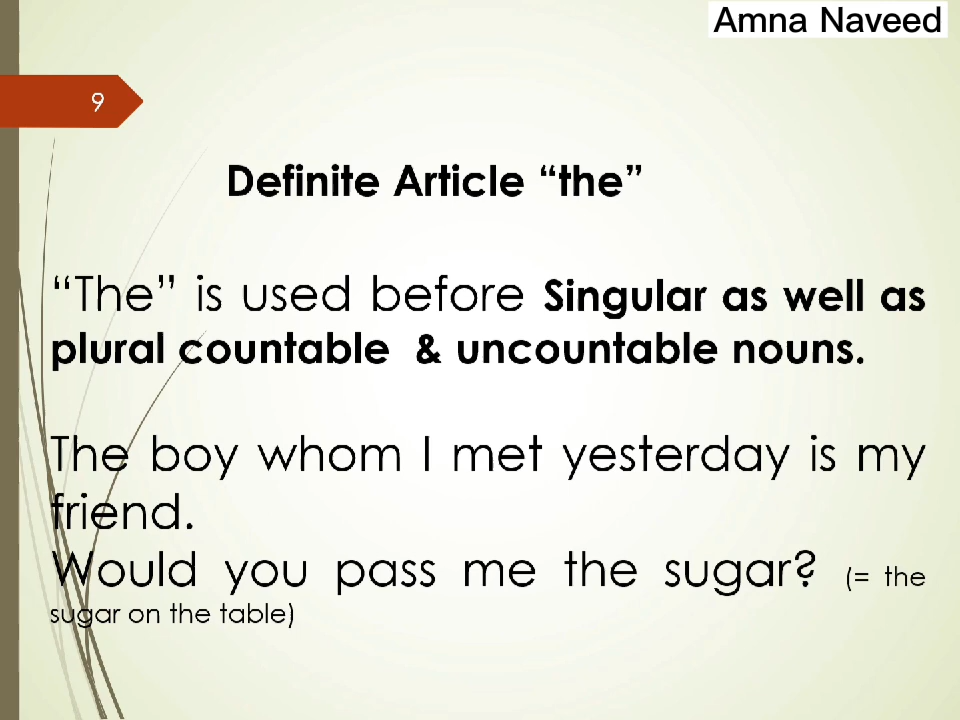 Amna Naveed
9
Definite Article “the”
“The” is used before Singular as well as
plural countable & uncountable nouns.
The boy whom I met yesterday is my
friend.
Would you pass me the sugar? (= the
sugar on the table)